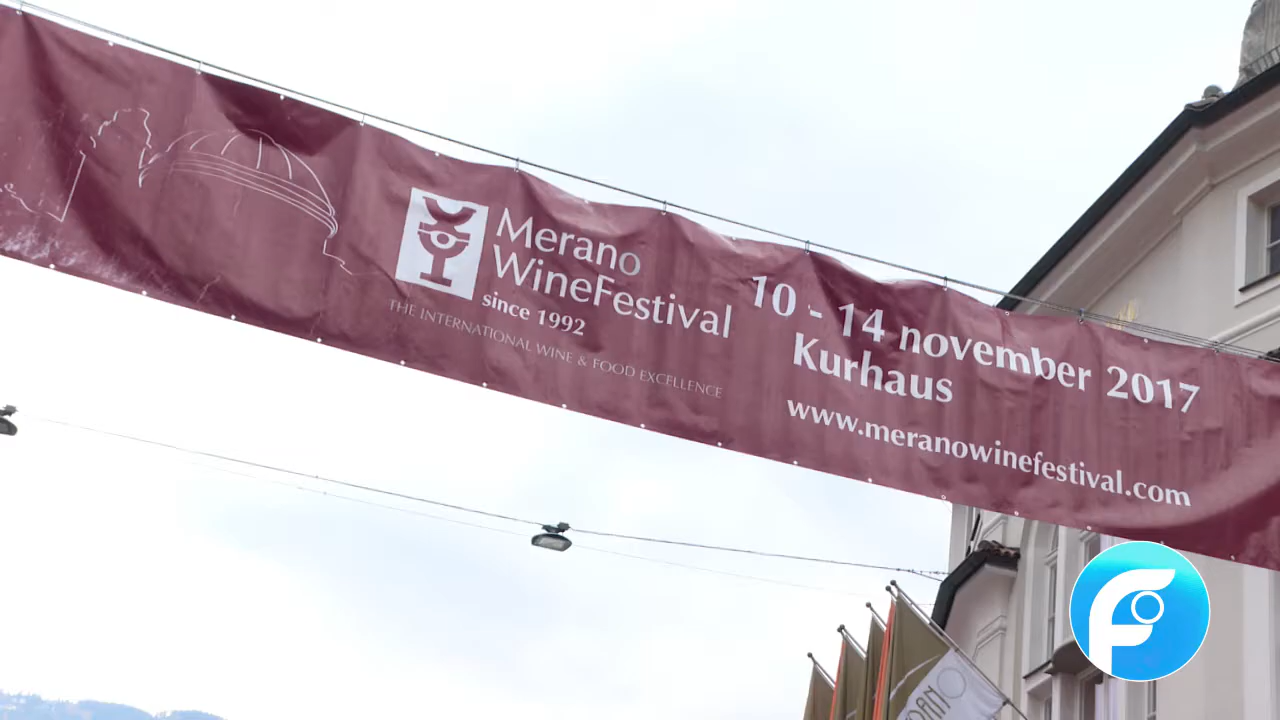 Merano
WineFestival
since 1992
THE INTERNATIONAL WINE & FOOD EXCELLENCE
10 - 14 november 2017
Kurhaus
www.meranowinefestival.com